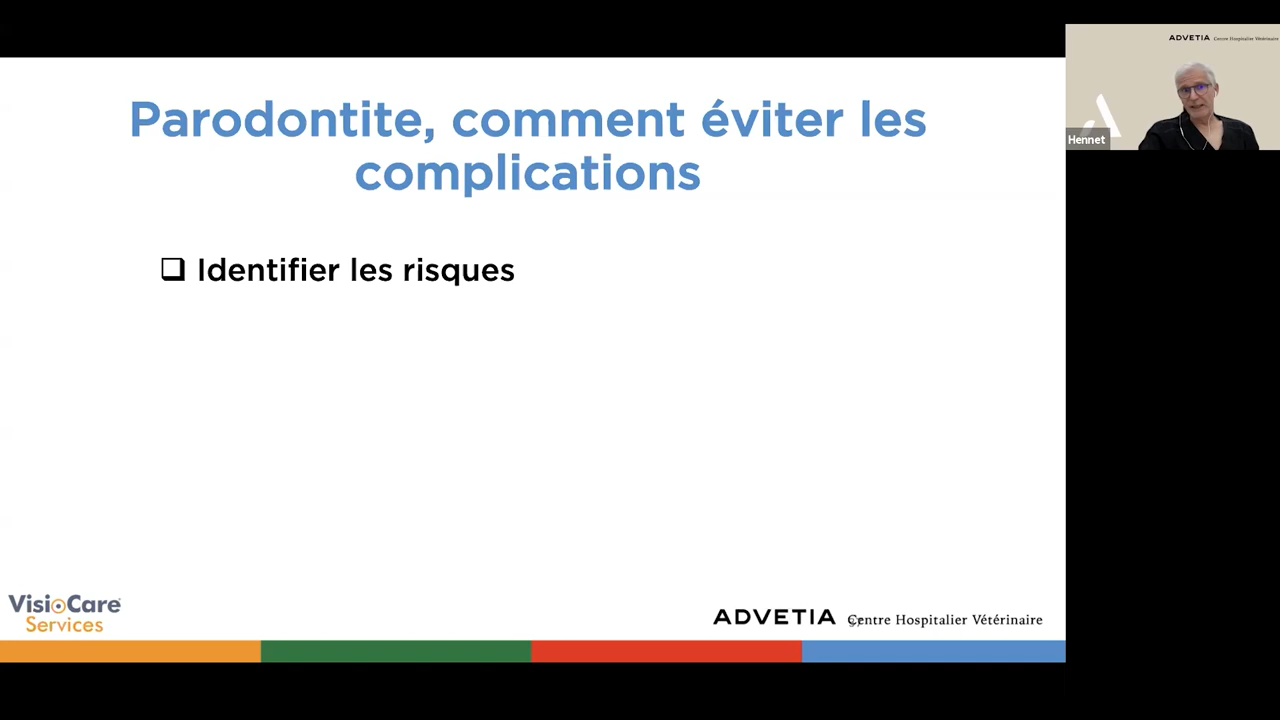 Parodontite, comment éviter les
complications
❑ Identifier les risques
VisioCare
Services
ADVETIA Centre Hospitalier Vétérinaire
ADVETIA Centre Hospitalier Vétérinaire
Hennet